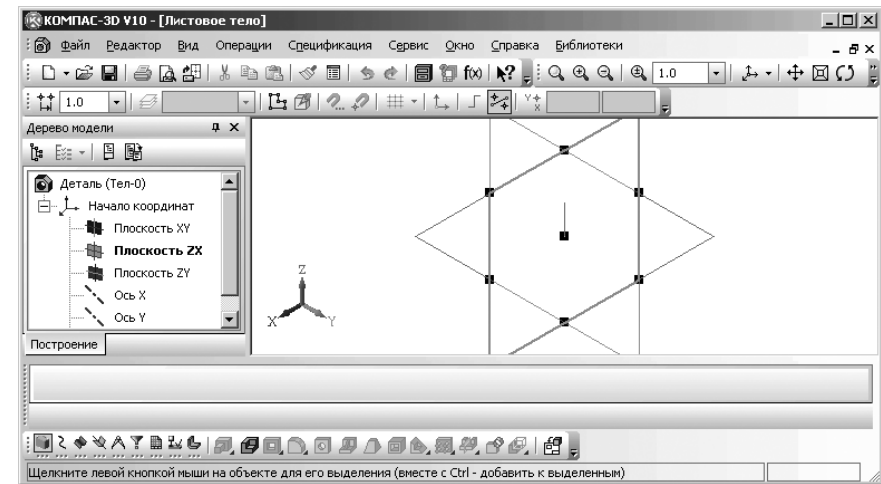 КОМПАС-3D V10 - [Листовое тело]
Файл Редактор Вид Операции Спецификация Сервис Окно Справка Библиотеки
f(x) 1.0
1.0
Дерево модели
Деталь (Тел-0)
Начало координат
Плоскость XY
Плоскость ZX
Плоскость ZY
Ось X
Ось Y
Построение
Z
X Y
Щелкните левой кнопкой мыши на объекте для его выделения (вместе с Ctrl - добавить к выделенным)